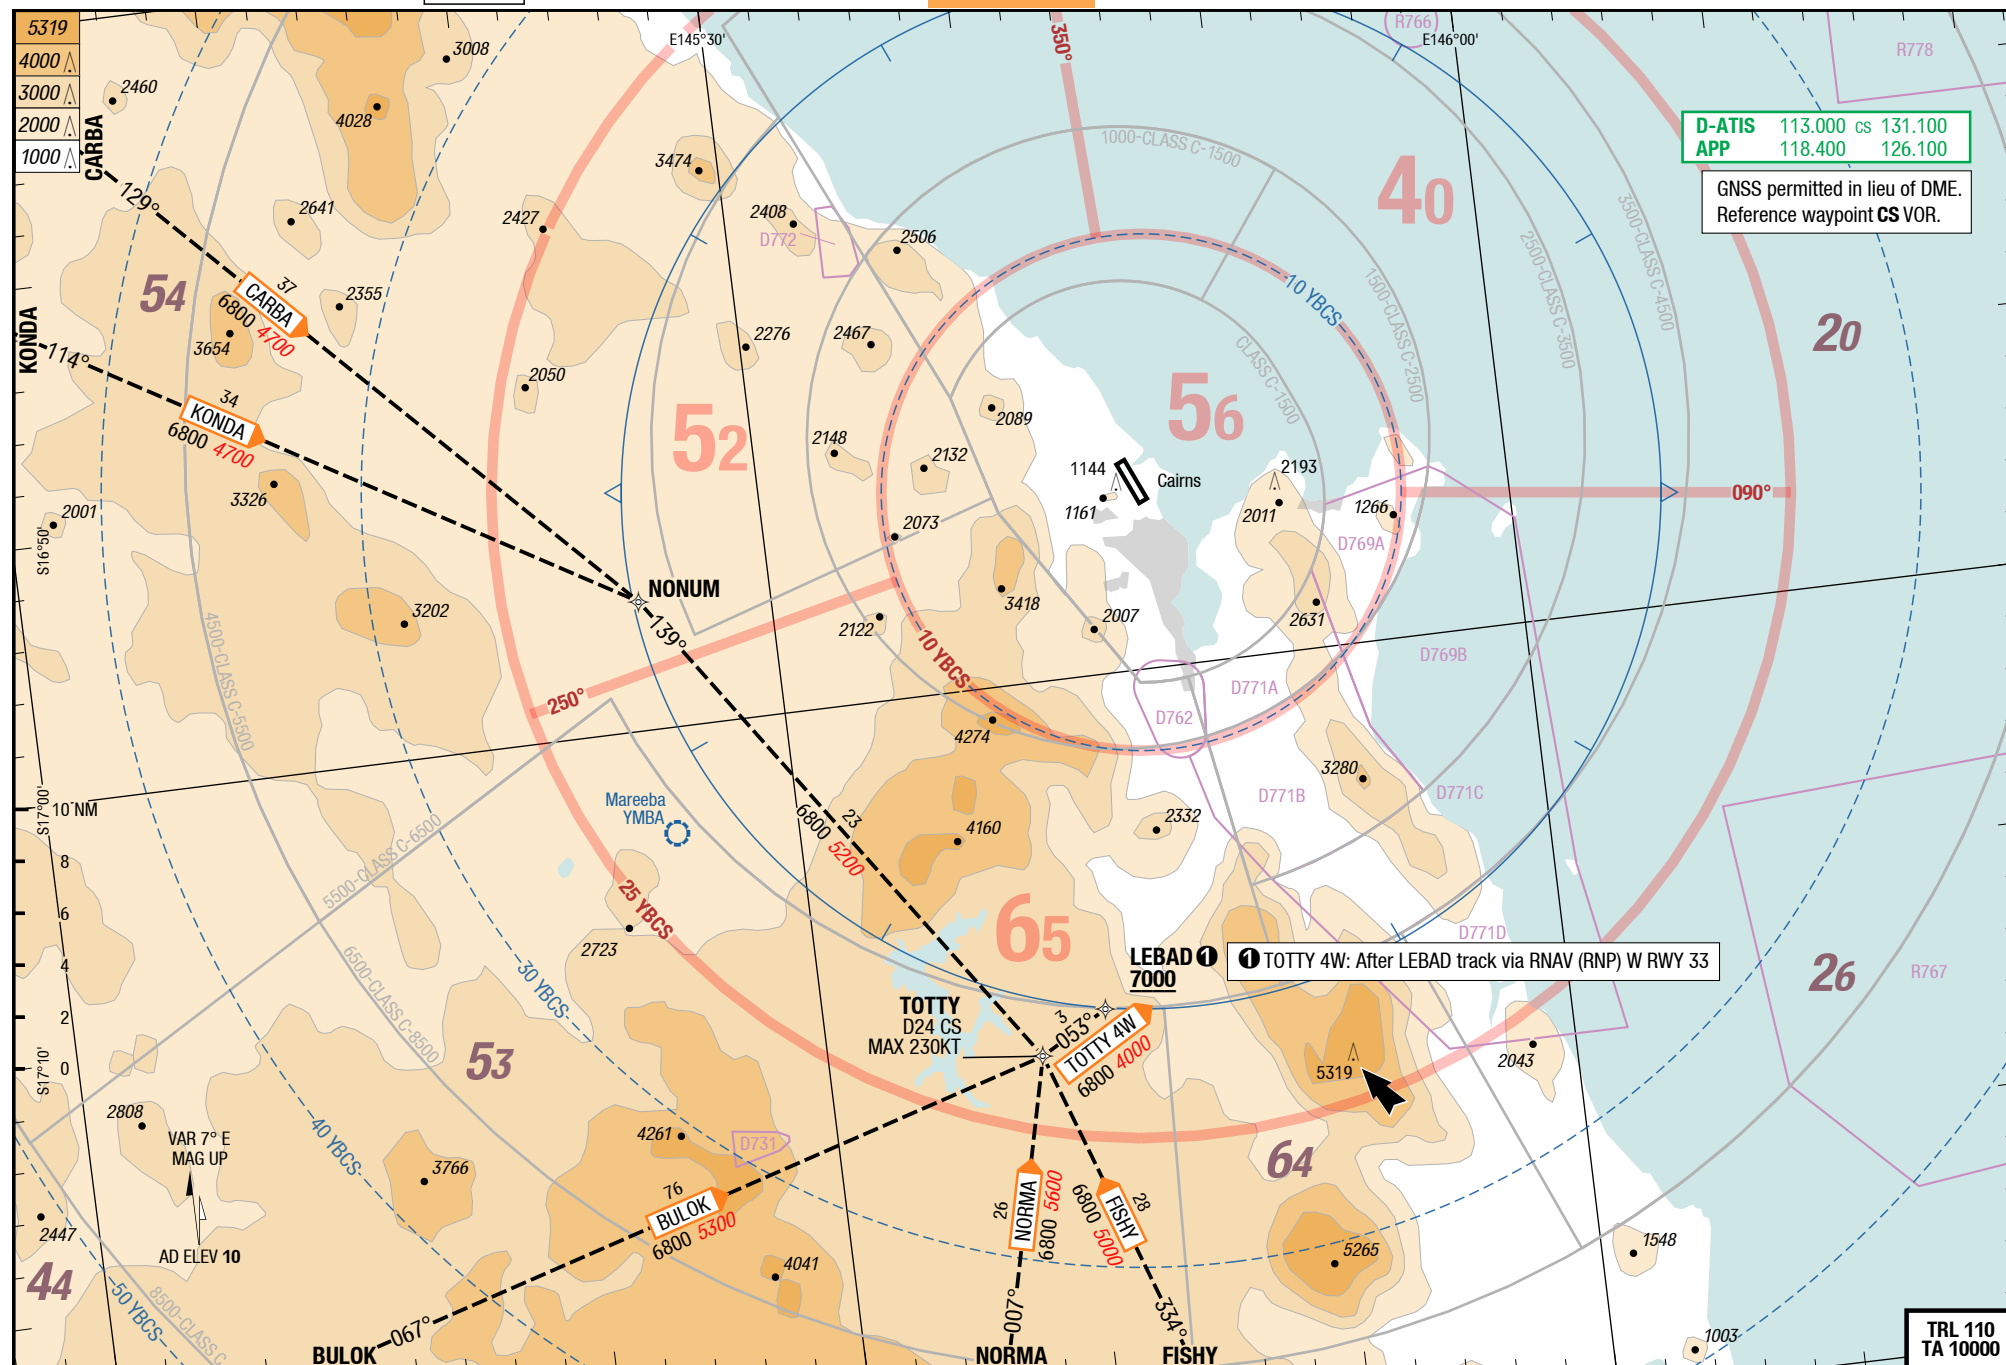 5319
4000
3000
2000
1000
CARBA
KONDA
2460
3008
4028
E145°30'
350°
R766
E146°00'
R778
D-ATIS 113.000 CS 131.100
APP 118.400 126.100
GNSS permitted in lieu of DME.
Reference waypoint CS VOR.
1000-CLASS C-1500
40
3500-CLASS C-4500
2500-CLASS C-3500
1500-CLASS C-2500
CLASS C-1500
129°
2641
3474
2427
2408
D772
2506
54
37
CARBA
6800 4700
2355
3654
10 YBCS
20
114°
34
KONDA
6800 4700
2050
2276
2467
52
56
2089
2148
2132
3326
2001
S16°50'
1144
1161
Cairns
2193
2011
1266
090°
D769A
2073
NONUM
139°
3202
2122
3418
2007
2631
D769B
4500-CLASS C-5500
250°
10 YBCS
D771A
D762
4274
3280
D771C
D771B
S17°00'
10 NM
8
6
4
2
0
S17°10'
Mareeba
YMBA
23
6800 5200
4160
2332
5500-CLASS C-6500
25 YBCS
2723
65
6500-CLASS C-8500
30 YBCS
LEBAD 1
7000
1 TOTTY 4W: After LEBAD track via RNAV (RNP) W RWY 33
D771D
26
R767
TOTTY
D24 CS
MAX 230KT
3
053°
TOTTY 4W
6800 4000
53
5319
2043
2808
VAR 7° E
MAG UP
40 YBCS
3766
4261
D731
64
2447
AD ELEV 10
76
BULOK
6800 5300
26
NORMA
6800 5600
28
FISHY
6800 5000
5265
1548
44
50 YBCS
8500-CLASS C
4041
067°
BULOK
007°
NORMA
334°
FISHY
1003
TRL 110
TA 10000